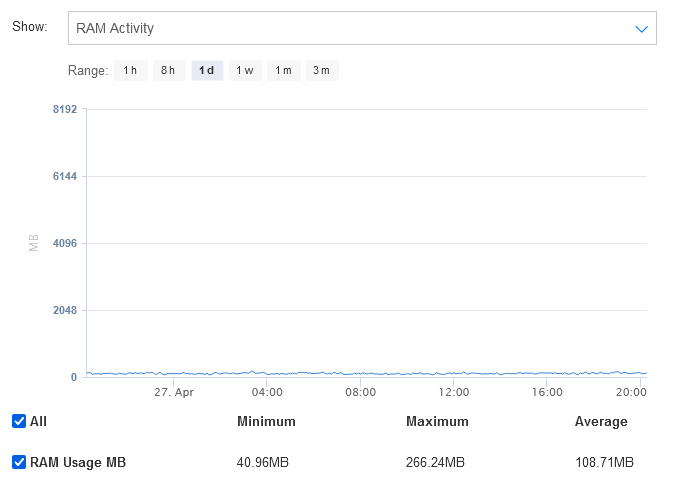 Show: RAM Activity
Range: 1 h 8 h 1 d 1 w 1 m 3 m
8192
6144
4096
2048
0
MB
27. Apr 04:00 08:00 12:00 16:00 20:00
All Minimum Maximum Average
RAM Usage MB 40.96MB 266.24MB 108.71MB